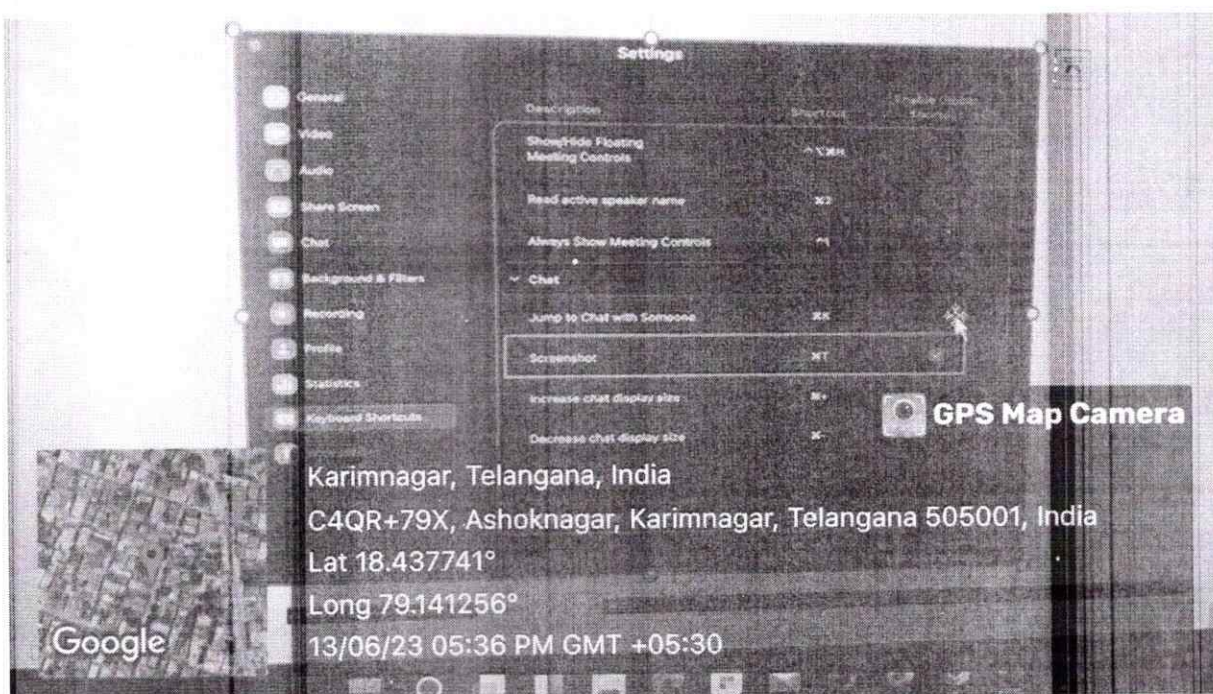 Settings
General
Video
Audio
Share Screen
Chat
Background & Filters
Recording
Profile
Statistics
Keyboard Shortcuts
Description Shortcut
Show/Hide Floating
Meeting Controls ^⌥⌘H
Read active speaker name ⌘2
Always Show Meeting Controls ^\
Chat
Jump to Chat with Someone ⌘K
Screenshot ⌘T
Increase chat display size ⌘+
Decrease chat display size ⌘-
GPS Map Camera
Karimnagar, Telangana, India
C4QR+79X, Ashoknagar, Karimnagar, Telangana 505001, India
Lat 18.437741°
Long 79.141256°
13/06/23 05:36 PM GMT +05:30
Google